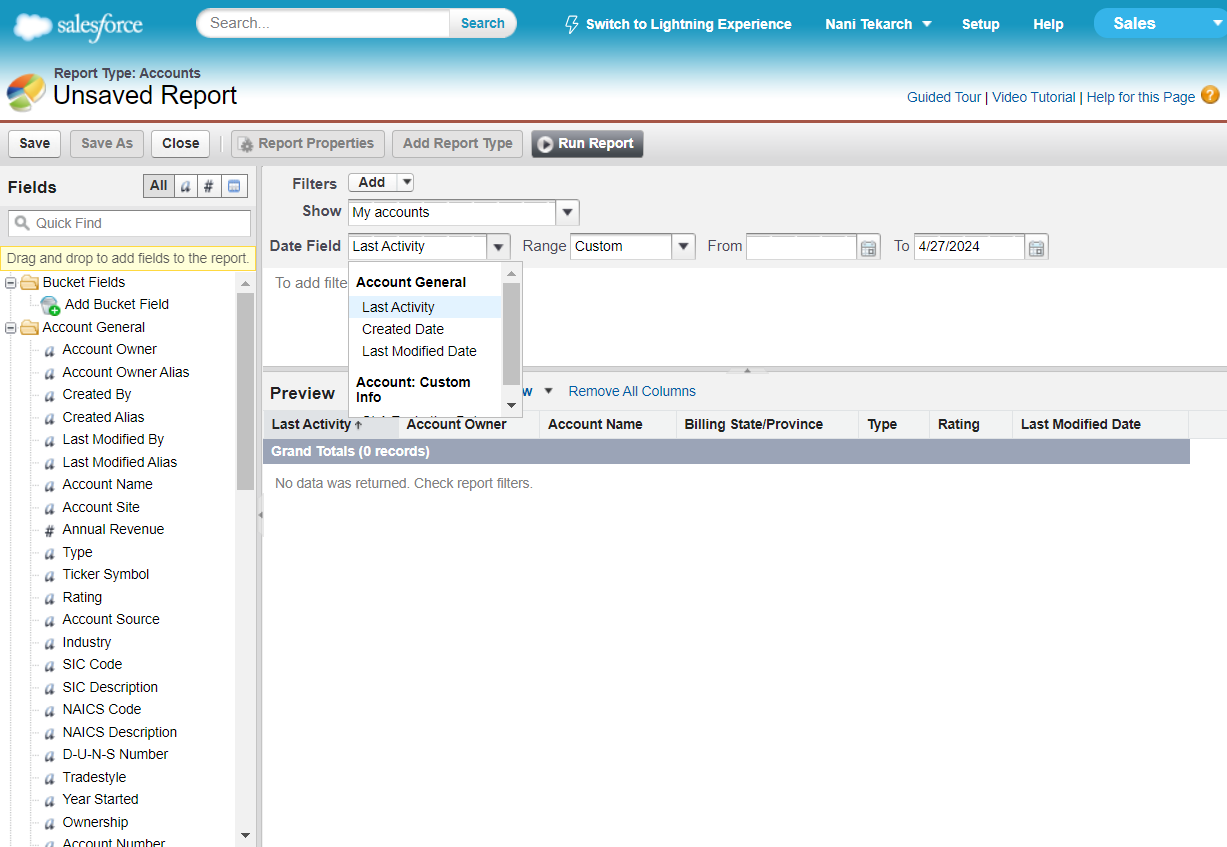 salesforce
Search...
Search
Switch to Lightning Experience
Nani Tekarch
Setup
Help
Sales
Report Type: Accounts
Unsaved Report
Guided Tour | Video Tutorial | Help for this Page ?
Save
Save As
Close
Report Properties
Add Report Type
Run Report
Fields
All
a
#
Quick Find
Drag and drop to add fields to the report.
Bucket Fields
Add Bucket Field
Account General
a Account Owner
a Account Owner Alias
a Created By
a Created Alias
a Last Modified By
a Last Modified Alias
a Account Name
a Account Site
# Annual Revenue
a Type
a Ticker Symbol
a Rating
a Account Source
a Industry
a SIC Code
a SIC Description
a NAICS Code
a NAICS Description
a D-U-N-S Number
a Tradestyle
a Year Started
a Ownership
a Account Number
Filters Add
Show My accounts
Date Field Last Activity Range Custom From To 4/27/2024
To add filte
Account General
Last Activity
Created Date
Last Modified Date
Account: Custom
Info
Preview
w
Remove All Columns
Last Activity ↑ Account Owner Account Name Billing State/Province Type Rating Last Modified Date
Grand Totals (0 records)
No data was returned. Check report filters.